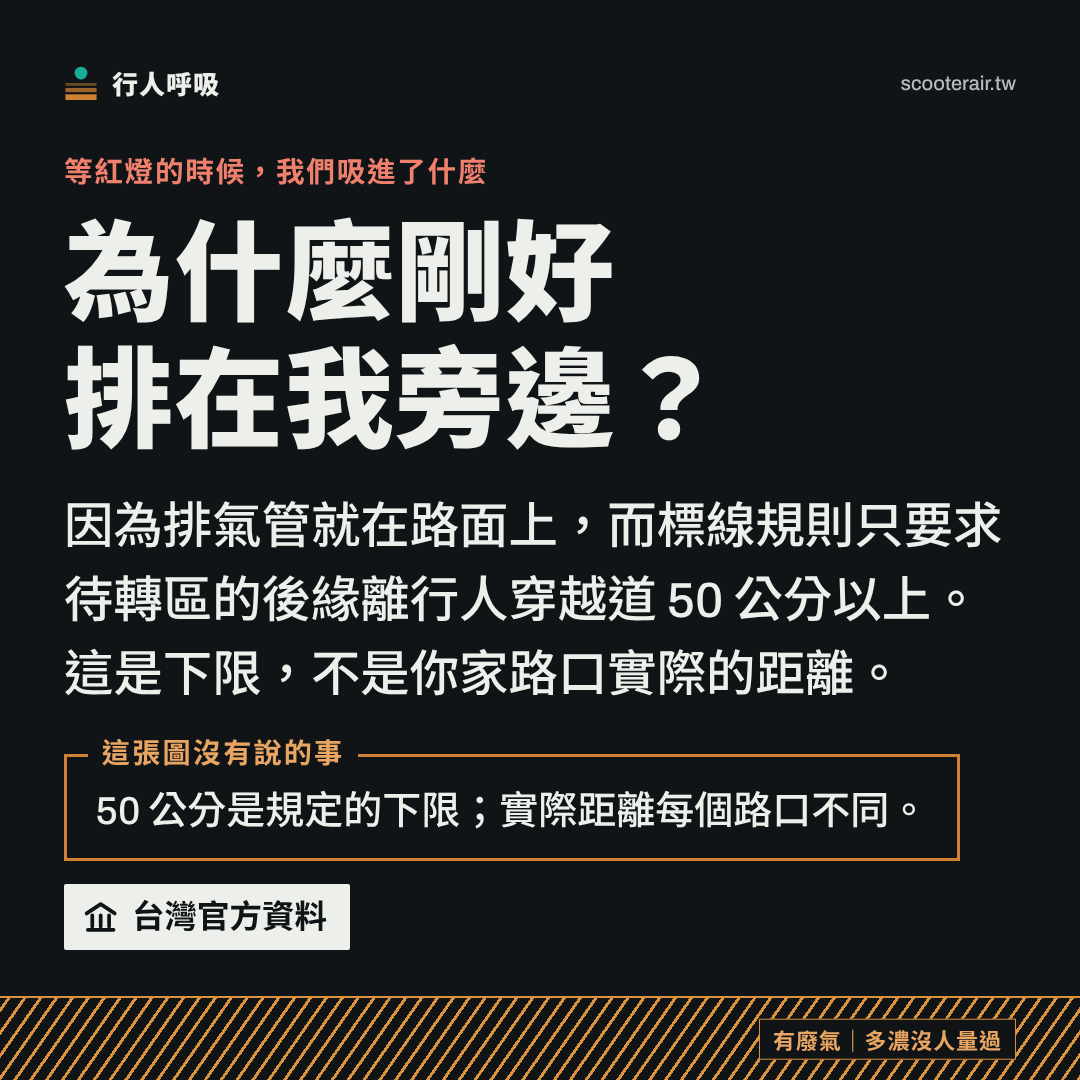 行人呼吸
scooterair.tw
等紅燈的時候，我們吸進了什麼
為什麼剛好
排在我旁邊？
因為排氣管就在路面上，而標線規則只要求
待轉區的後緣離行人穿越道 50 公分以上。
這是下限，不是你家路口實際的距離。
這張圖沒有說的事
50 公分是規定的下限；實際距離每個路口不同。
台灣官方資料
有廢氣｜多濃沒人量過